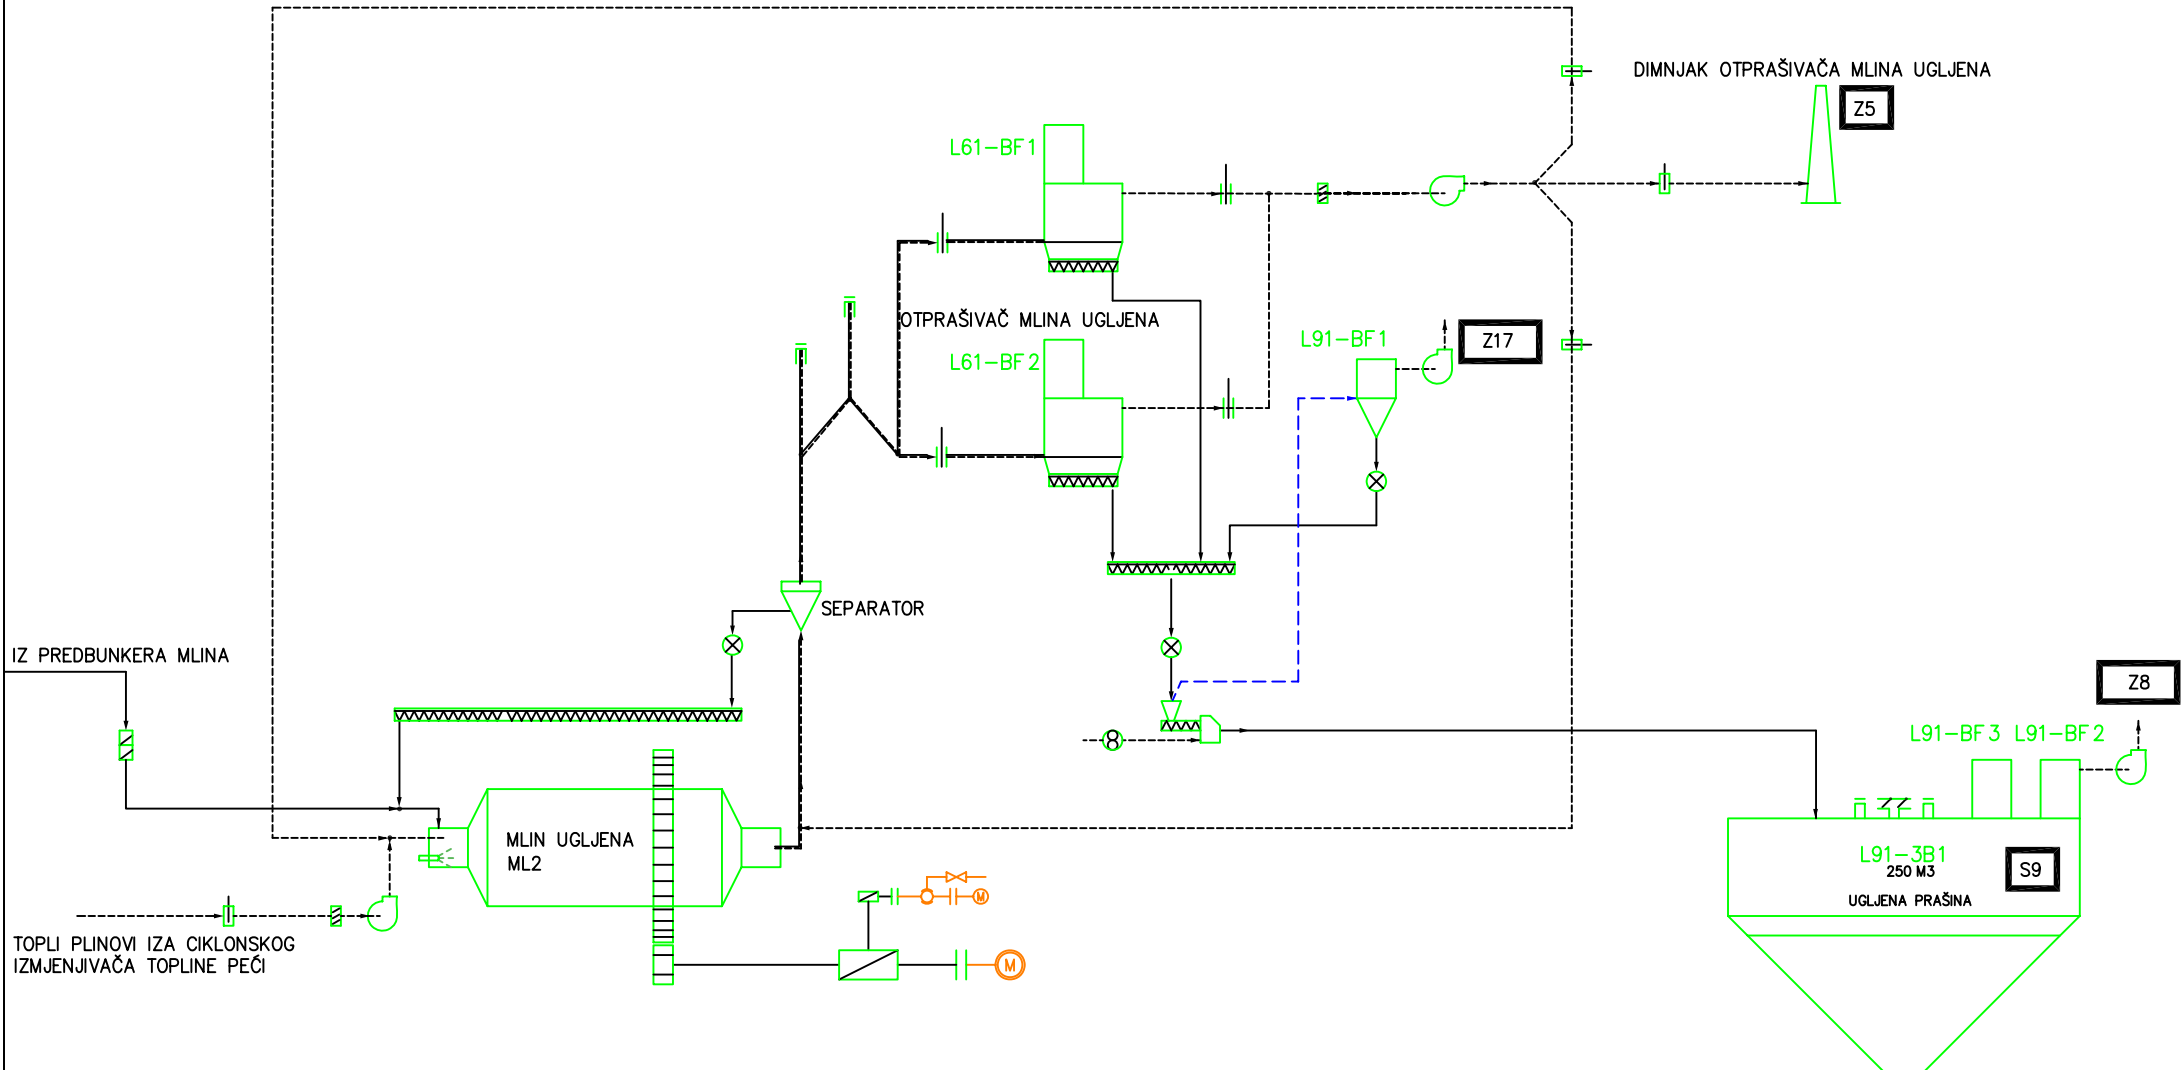 DIMNJAK OTPRAŠIVAČA MLINA UGLJENA
Z5
L61-BF1
OTPRAŠIVAČ MLINA UGLJENA
L61-BF2
L91-BF1
Z17
SEPARATOR
IZ PREDBUNKERA MLINA
Z8
L91-BF3 L91-BF2
MLIN UGLJENA
ML2
L91-3B1
250 M3
S9
UGLJENA PRAŠINA
M
TOPLI PLINOVI IZA CIKLONSKOG
IZMJENJIVAČA TOPLINE PEĆI
M